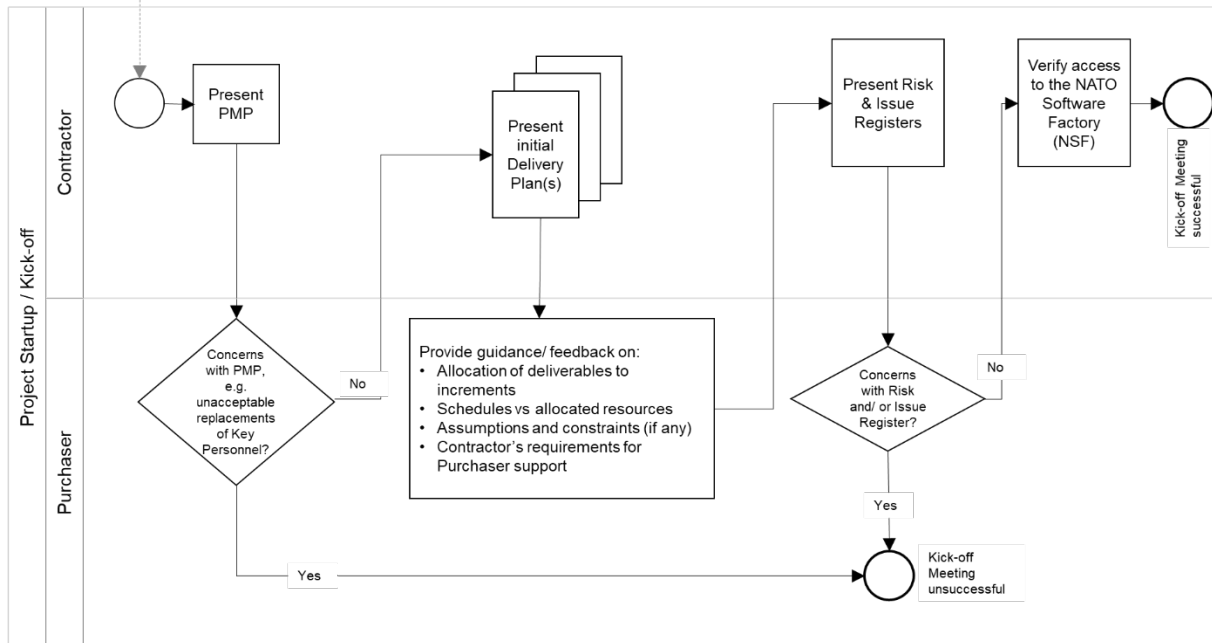 Project Startup / Kick-off
Contractor
Present
PMP
Present
initial
Delivery
Plan(s)
Present Risk
& Issue
Registers
Verify access
to the NATO
Software
Factory
(NSF)
Kick-off Meeting
successful
Purchaser
Concerns
with PMP,
e.g.
unacceptable
replacements
of Key
Personnel?
No
Yes
Provide guidance/ feedback on:
• Allocation of deliverables to
increments
• Schedules vs allocated resources
• Assumptions and constraints (if any)
• Contractor's requirements for
Purchaser support
Concerns
with Risk
and/ or Issue
Register?
No
Yes
Kick-off
Meeting
unsuccessful